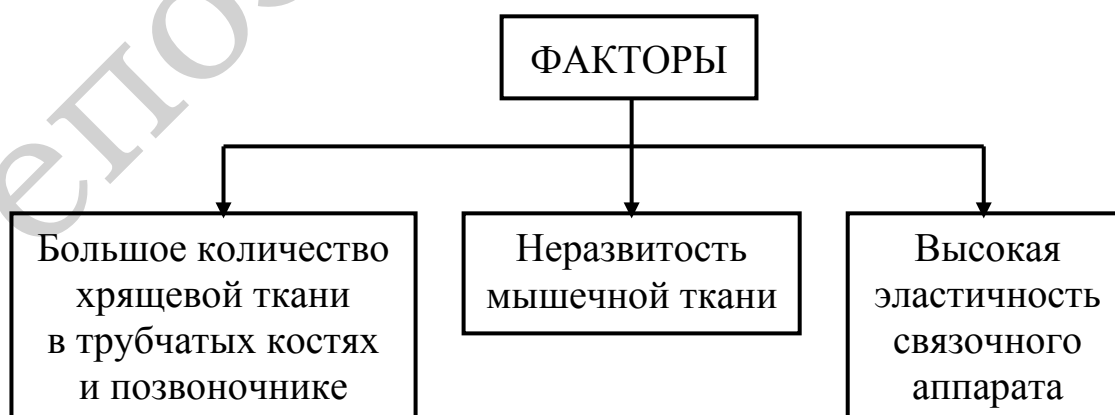 ФАКТОРЫ
Большое количество
хрящевой ткани
в трубчатых костях
и позвоночнике
Неразвитость
мышечной ткани
Высокая
эластичность
связочного
аппарата